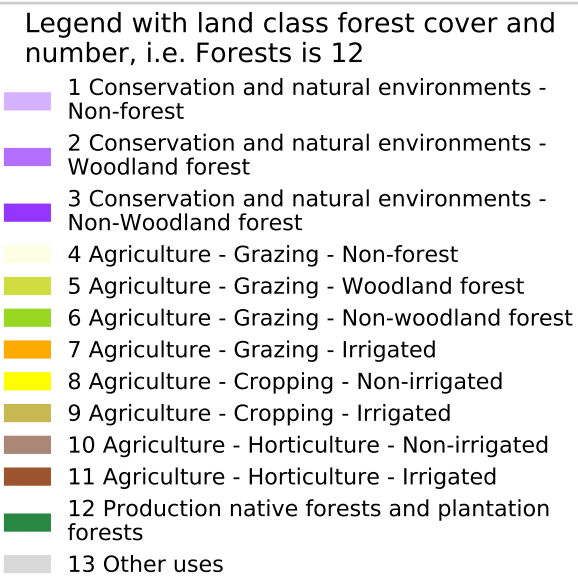 Legend with land class forest cover and
number, i.e. Forests is 12
1 Conservation and natural environments -
Non-forest
2 Conservation and natural environments -
Woodland forest
3 Conservation and natural environments -
Non-Woodland forest
4 Agriculture - Grazing - Non-forest
5 Agriculture - Grazing - Woodland forest
6 Agriculture - Grazing - Non-woodland forest
7 Agriculture - Grazing - Irrigated
8 Agriculture - Cropping - Non-irrigated
9 Agriculture - Cropping - Irrigated
10 Agriculture - Horticulture - Non-irrigated
11 Agriculture - Horticulture - Irrigated
12 Production native forests and plantation
forests
13 Other uses